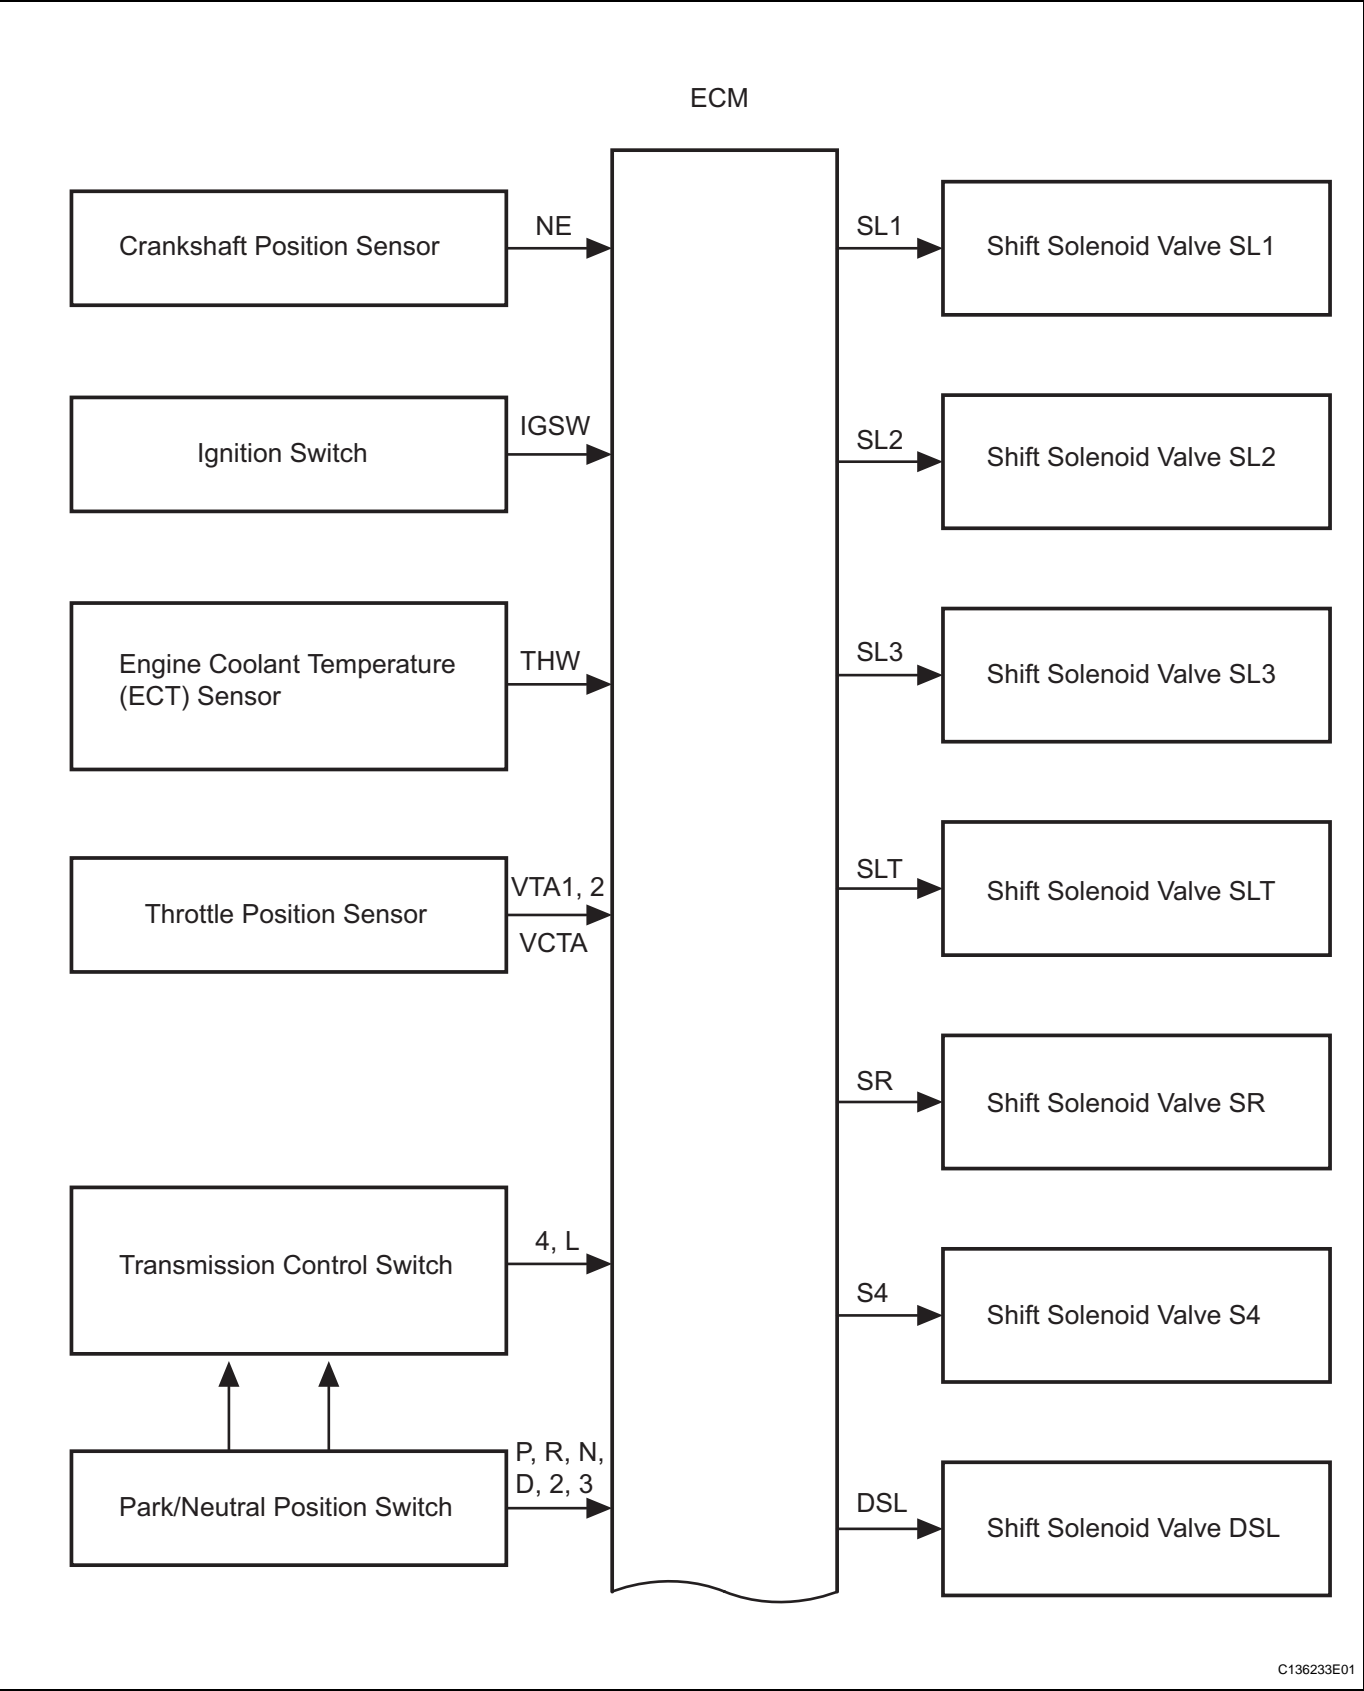 ECM
Crankshaft Position Sensor
NE
SL1
Shift Solenoid Valve SL1
Ignition Switch
IGSW
SL2
Shift Solenoid Valve SL2
Engine Coolant Temperature
(ECT) Sensor
THW
SL3
Shift Solenoid Valve SL3
Throttle Position Sensor
VTA1, 2
VCTA
SLT
Shift Solenoid Valve SLT
SR
Shift Solenoid Valve SR
Transmission Control Switch
4, L
S4
Shift Solenoid Valve S4
Park/Neutral Position Switch
P, R, N,
D, 2, 3
DSL
Shift Solenoid Valve DSL
C136233E01